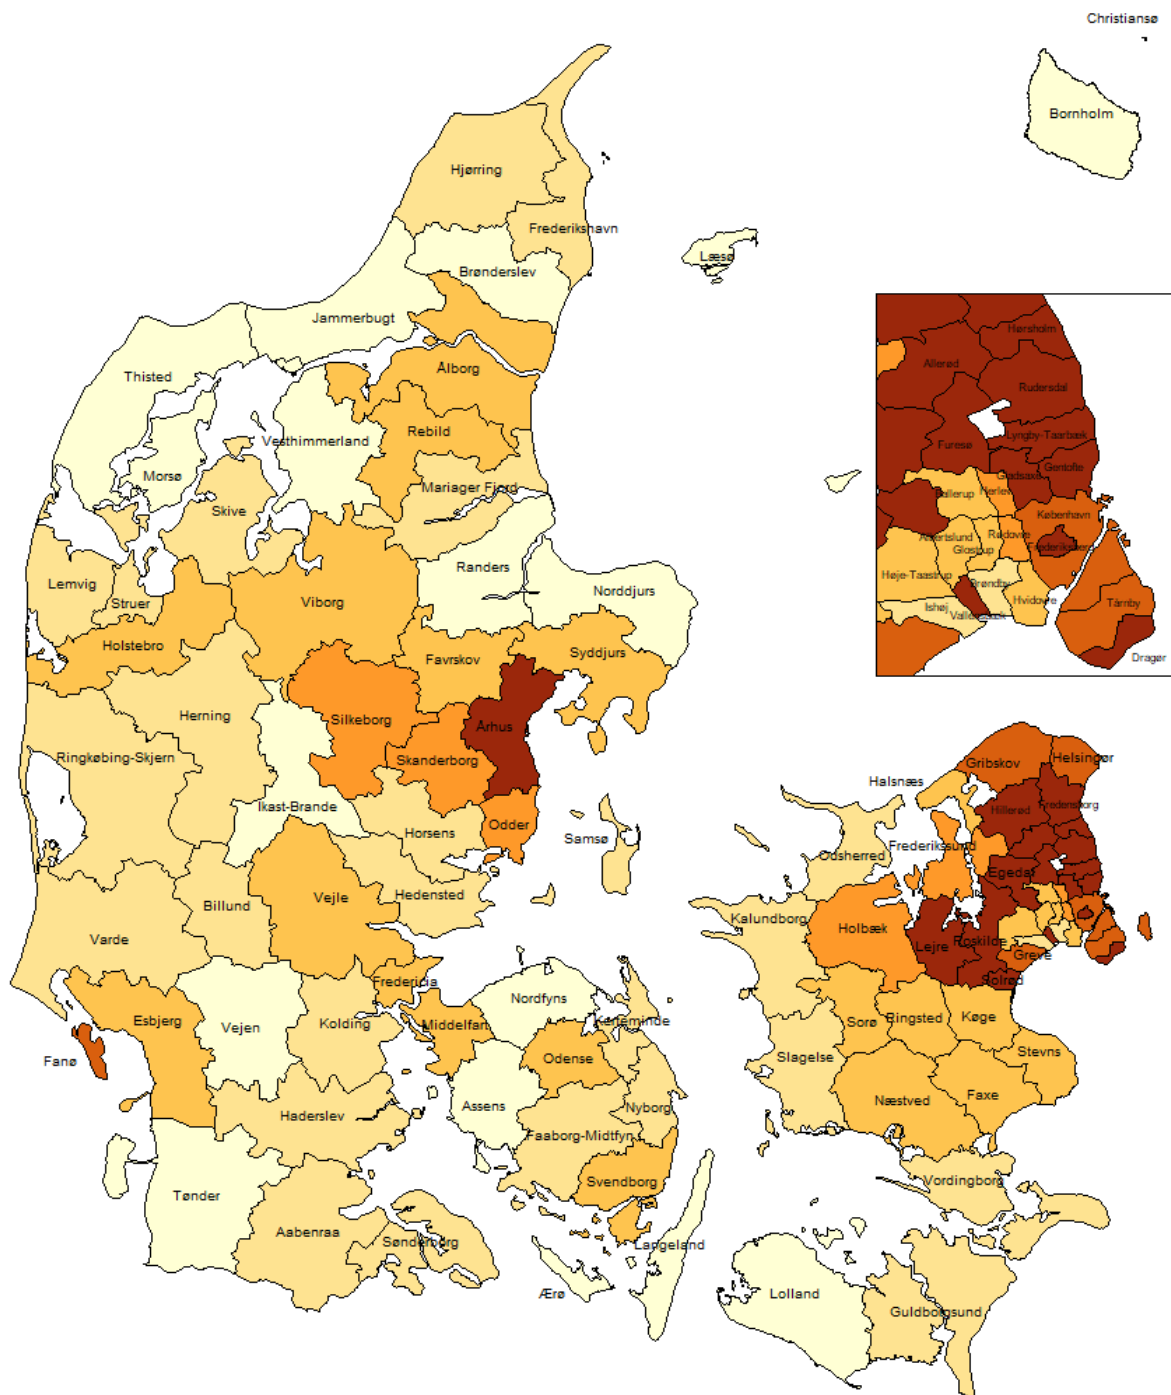 Christiansø
Bornholm
Hjørring
Frederikshavn
Læsø
Brønderslev
Jammerbugt
Thisted
Ålborg
Vesthimmerland
Rebild
Morsø
Mariager Fjord
Skive
Randers
Norddjurs
Lemvig
Struer
Viborg
Holstebro
Favrskov
Syddjurs
Herning
Silkeborg
Århus
Ringkøbing-Skjern
Skanderborg
Ikast-Brande
Horsens
Odder
Samsø
Hedensted
Billund
Vejle
Varde
Fredericia
Nordfyns
Esbjerg
Vejen
Kolding
Middelfart
Kerteminde
Odense
Fanø
Assens
Nyborg
Haderslev
Faaborg-Midtfyn
Svendborg
Tønder
Aabenraa
Sønderborg
Langeland
Ærø
Hørsholm
Allerød
Rudersdal
Furesø
Lyngby-Taarbæk
Gentofte
Gladsaxe
Ballerup
Herlev
København
Albertslund
Rødovre
Glostrup
Frederiksberg
Høje-Taastrup
Brøndby
Ishøj
Hvidovre
Vallensbæk
Tårnby
Dragør
Gribskov
Helsingør
Halsnæs
Hillerød
Fredensborg
Frederikssund
Odsherred
Egedal
Kalundborg
Holbæk
Lejre
Roskilde
Greve
Solrød
Sorø
Ringsted
Køge
Slagelse
Stevns
Næstved
Faxe
Vordingborg
Lolland
Guldborgsund